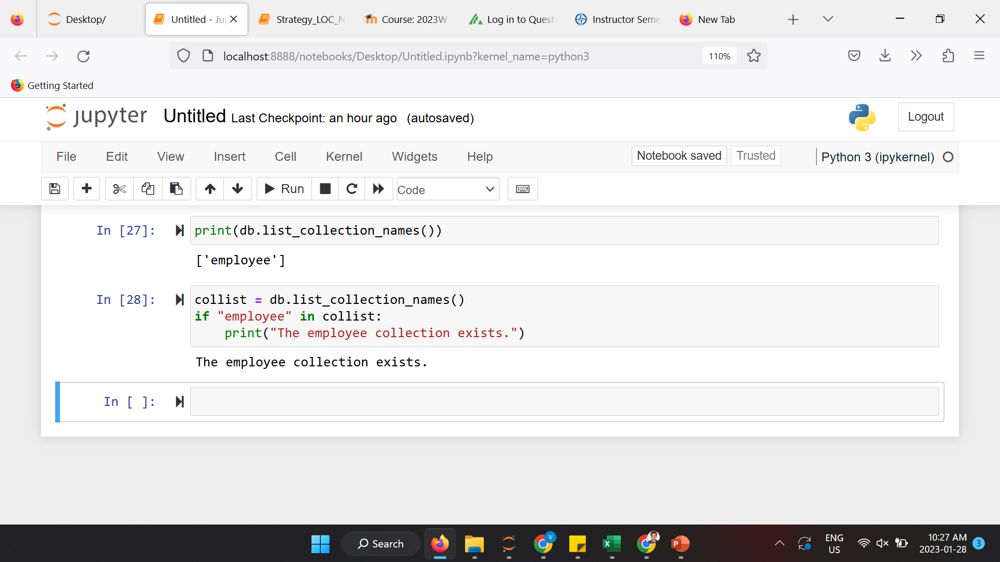 Desktop/
Untitled - Jup
Strategy_LOC_N
Course: 2023W
Log in to Quest
Instructor Seme
New Tab
localhost:8888/notebooks/Desktop/Untitled.ipynb?kernel_name=python3
110%
Getting Started
jupyter Untitled Last Checkpoint: an hour ago (autosaved)
Logout
File Edit View Insert Cell Kernel Widgets Help
Notebook saved Trusted Python 3 (ipykernel)
Run Code
In [27]: print(db.list_collection_names())
['employee']
In [28]: collist = db.list_collection_names()
if "employee" in collist:
    print("The employee collection exists.")
The employee collection exists.
In [ ]:
Search
V
X
P
ENG
US
10:27 AM
2023-01-28
3